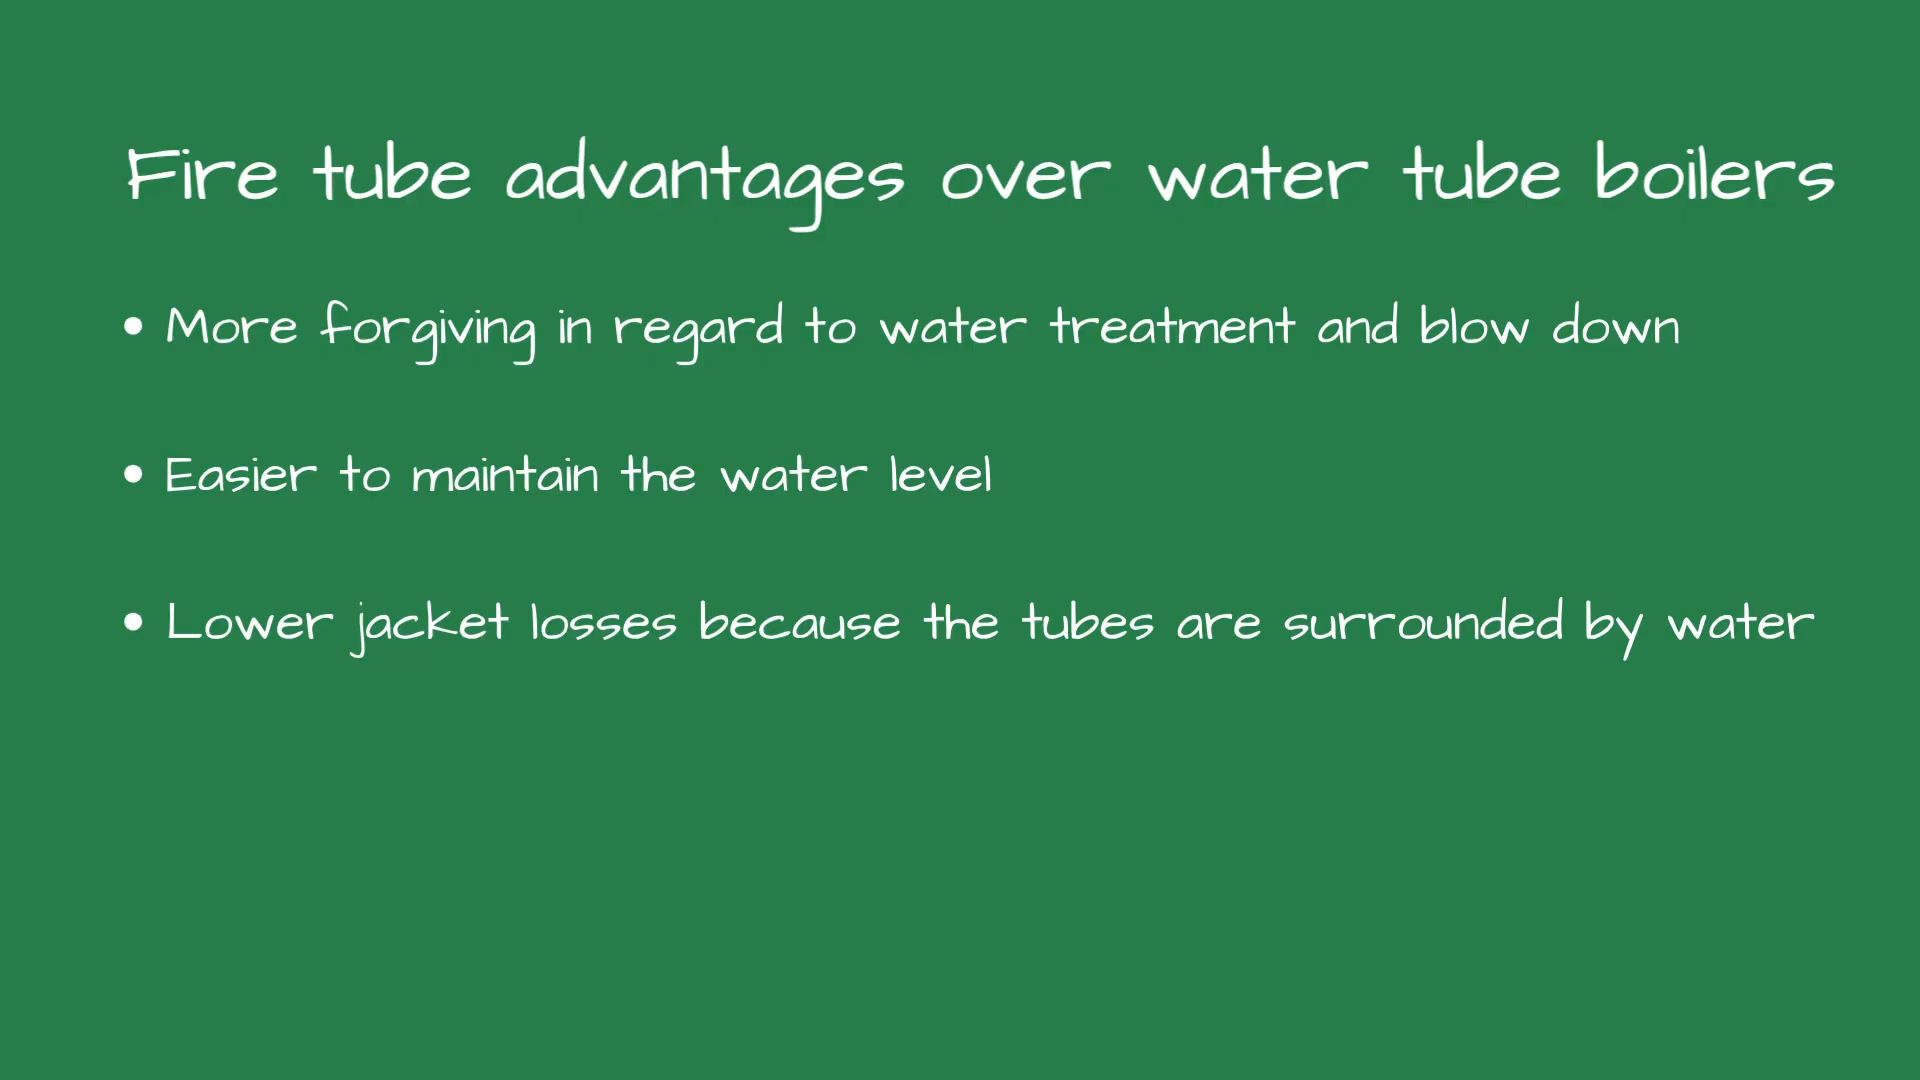 Fire tube advantages over water tube boilers
• More forgiving in regard to water treatment and blow down
• Easier to maintain the water level
• Lower jacket losses because the tubes are surrounded by water